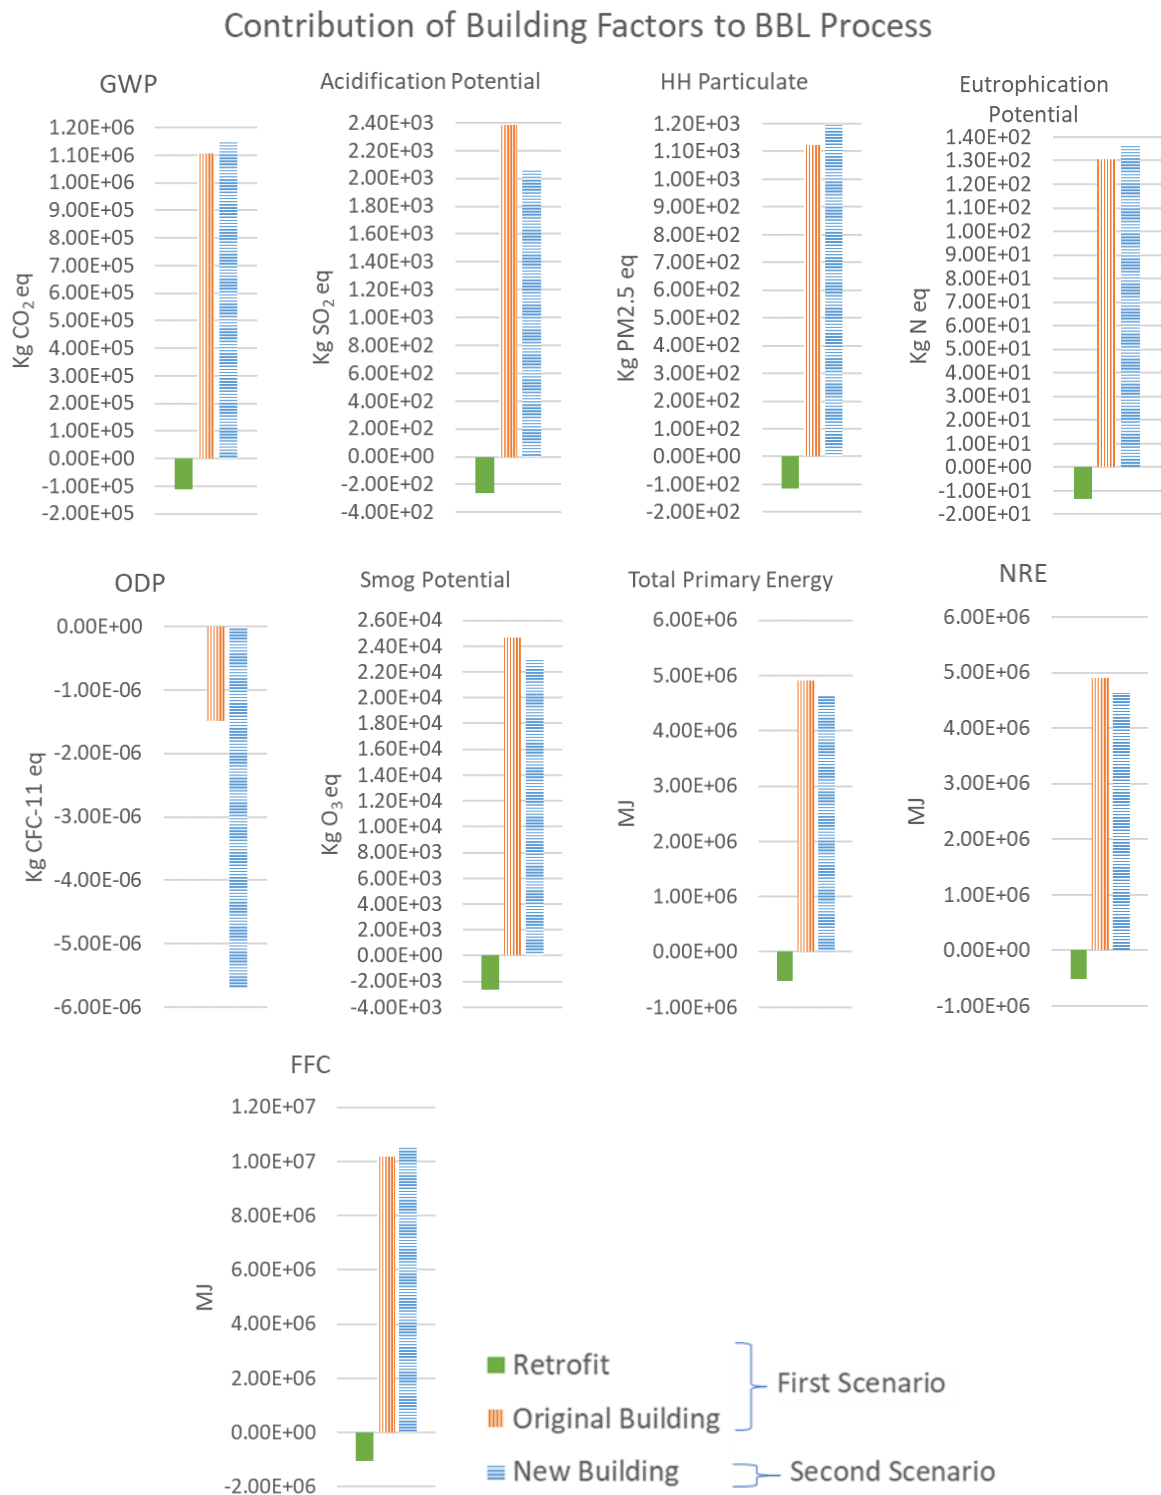 Contribution of Building Factors to BBL Process
GWP
Kg CO₂ eq
1.20E+06
1.10E+06
1.00E+06
9.00E+05
8.00E+05
7.00E+05
6.00E+05
5.00E+05
4.00E+05
3.00E+05
2.00E+05
1.00E+05
0.00E+00
-1.00E+05
-2.00E+05
Acidification Potential
Kg SO₂ eq
2.40E+03
2.20E+03
2.00E+03
1.80E+03
1.60E+03
1.40E+03
1.20E+03
1.00E+03
8.00E+02
6.00E+02
4.00E+02
2.00E+02
0.00E+00
-2.00E+02
-4.00E+02
HH Particulate
Kg PM2.5 eq
1.20E+03
1.10E+03
1.00E+03
9.00E+02
8.00E+02
7.00E+02
6.00E+02
5.00E+02
4.00E+02
3.00E+02
2.00E+02
1.00E+02
0.00E+00
-1.00E+02
-2.00E+02
Eutrophication
Potential
Kg N eq
1.40E+02
1.30E+02
1.20E+02
1.10E+02
1.00E+02
9.00E+01
8.00E+01
7.00E+01
6.00E+01
5.00E+01
4.00E+01
3.00E+01
2.00E+01
1.00E+01
0.00E+00
-1.00E+01
-2.00E+01
ODP
Kg CFC-11 eq
0.00E+00
-1.00E-06
-2.00E-06
-3.00E-06
-4.00E-06
-5.00E-06
-6.00E-06
Smog Potential
Kg O₃ eq
2.60E+04
2.40E+04
2.20E+04
2.00E+04
1.80E+04
1.60E+04
1.40E+04
1.20E+04
1.00E+04
8.00E+03
6.00E+03
4.00E+03
2.00E+03
0.00E+00
-2.00E+03
-4.00E+03
Total Primary Energy
MJ
6.00E+06
5.00E+06
4.00E+06
3.00E+06
2.00E+06
1.00E+06
0.00E+00
-1.00E+06
NRE
MJ
6.00E+06
5.00E+06
4.00E+06
3.00E+06
2.00E+06
1.00E+06
0.00E+00
-1.00E+06
FFC
MJ
1.20E+07
1.00E+07
8.00E+06
6.00E+06
4.00E+06
2.00E+06
0.00E+00
-2.00E+06
Retrofit
Original Building
First Scenario
New Building
Second Scenario